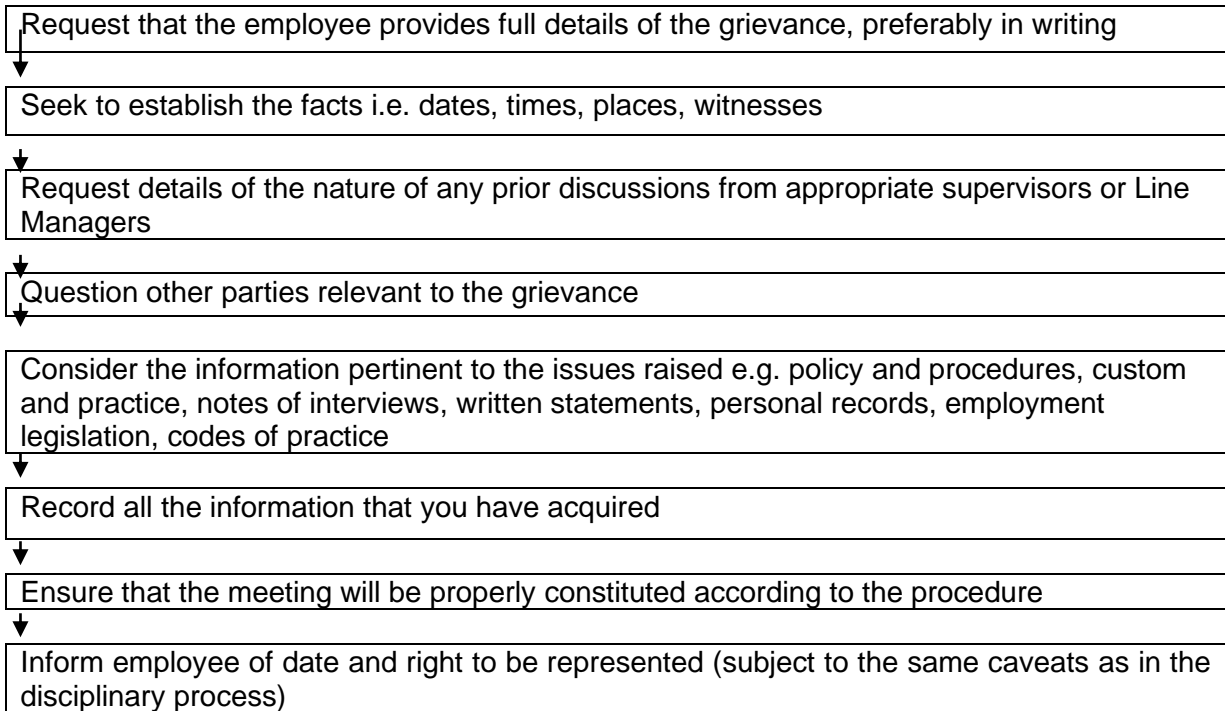 Request that the employee provides full details of the grievance, preferably in writing
Seek to establish the facts i.e. dates, times, places, witnesses
Request details of the nature of any prior discussions from appropriate supervisors or Line
Managers
Question other parties relevant to the grievance
Consider the information pertinent to the issues raised e.g. policy and procedures, custom
and practice, notes of interviews, written statements, personal records, employment
legislation, codes of practice
Record all the information that you have acquired
Ensure that the meeting will be properly constituted according to the procedure
Inform employee of date and right to be represented (subject to the same caveats as in the
disciplinary process)